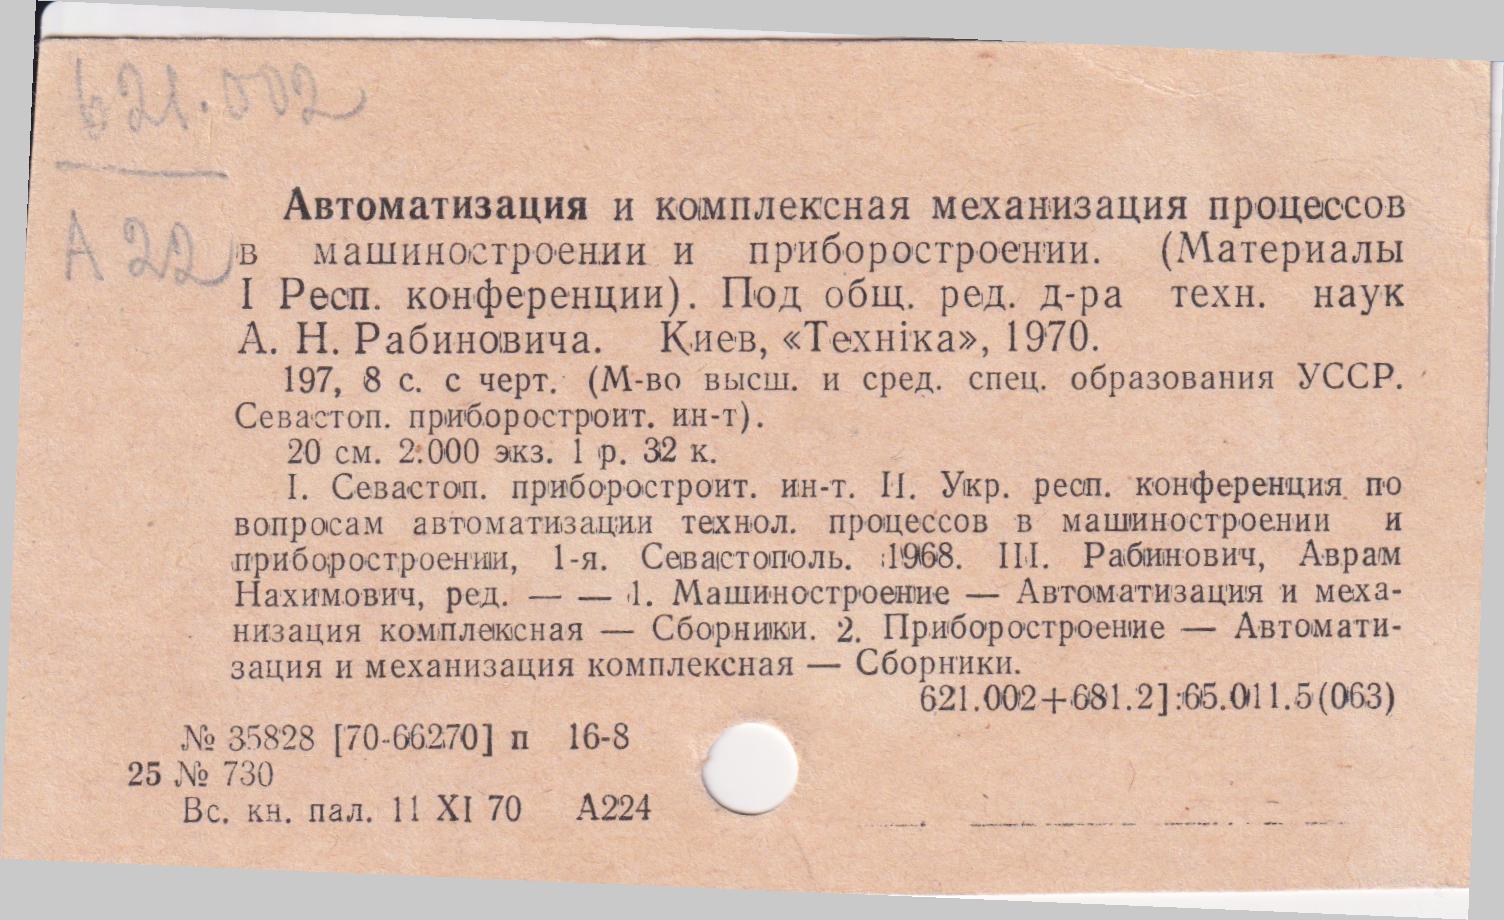 621.002
А 22
Автоматизация и комплексная механизация процессов
в машиностроении и приборостроении. (Материалы
I Респ. конференции). Под общ. ред. д-ра техн. наук
А. Н. Рабиновича. Киев, «Технiка», 1970.
197, 8 с. с черт. (М-во высш. и сред. спец. образования УССР.
Севастоп. приборостроит. ин-т).
20 см. 2.000 экз. 1 р. 32 к.
I. Севастоп. приборостроит. ин-т. II. Укр. респ. конференция по
вопросам автоматизации технол. процессов в машиностроении и
приборостроении, 1-я. Севастополь. 1968. III. Рабинович, Аврам
Нахимович, ред. — — 1. Машиностроение — Автоматизация и меха-
низация комплексная — Сборники. 2. Приборостроение — Автомати-
зация и механизация комплексная — Сборники.
621.002+681.2]:65.011.5(063)
№ 35828 [70-66270] п 16-8
25 № 730
Вс. кн. пал. 11 XI 70 А224